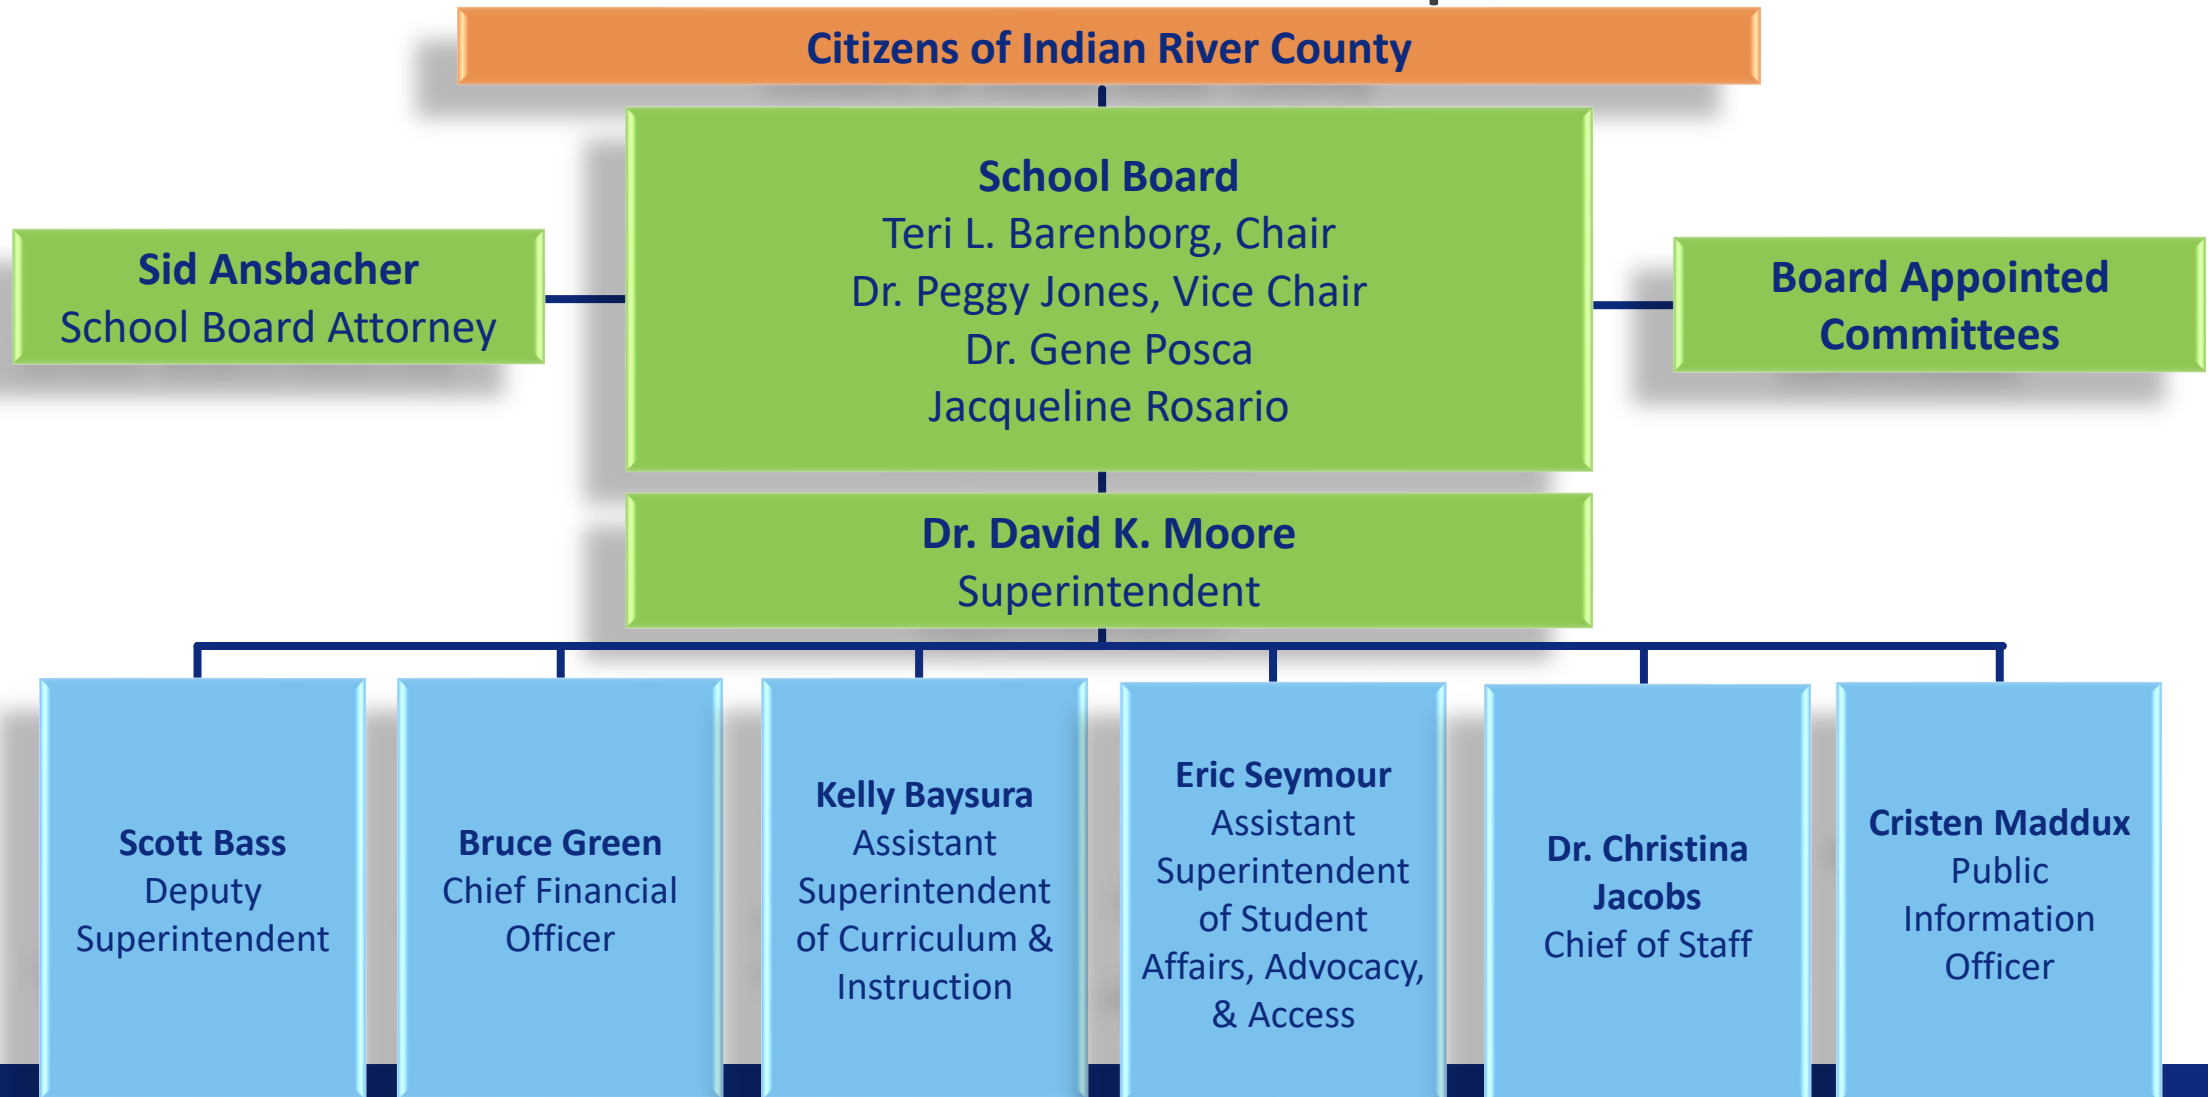 Citizens of Indian River County
School Board
Teri L. Barenborg, Chair
Dr. Peggy Jones, Vice Chair
Dr. Gene Posca
Jacqueline Rosario
Sid Ansbacher
School Board Attorney
Board Appointed
Committees
Dr. David K. Moore
Superintendent
Scott Bass
Deputy
Superintendent
Bruce Green
Chief Financial
Officer
Kelly Baysura
Assistant
Superintendent
of Curriculum &
Instruction
Eric Seymour
Assistant
Superintendent
of Student
Affairs, Advocacy,
& Access
Dr. Christina
Jacobs
Chief of Staff
Cristen Maddux
Public
Information
Officer